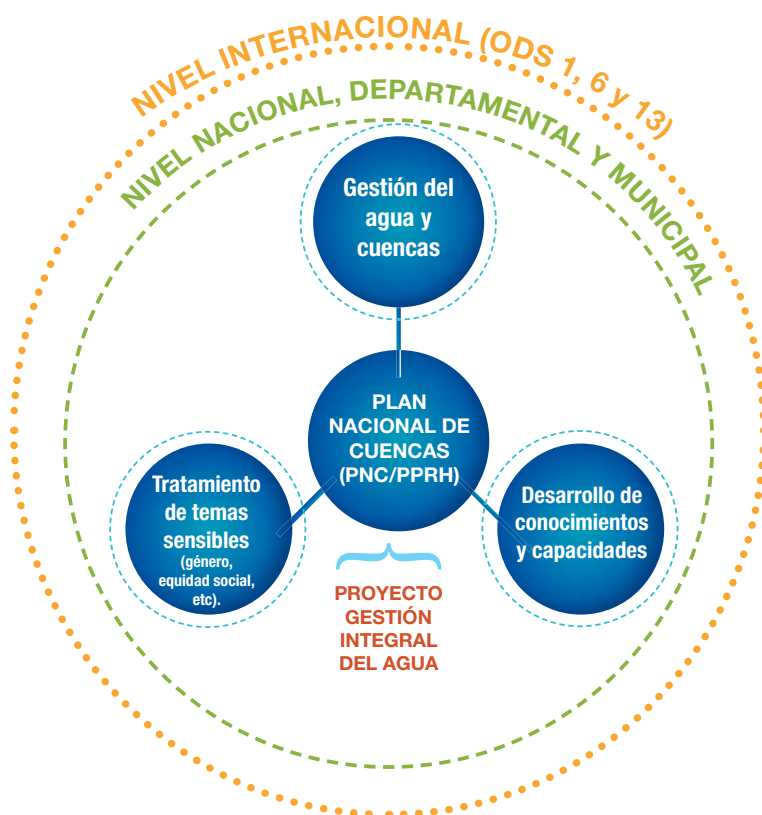 NIVEL INTERNACIONAL (ODS 1, 6 y 13)
NIVEL NACIONAL, DEPARTAMENTAL Y MUNICIPAL
Gestión del
agua y
cuencas
PLAN
NACIONAL DE
CUENCAS
(PNC/PPRH)
Tratamiento
de temas
sensibles
(género,
equidad social,
etc).
Desarrollo de
conocimientos
y capacidades
PROYECTO
GESTIÓN
INTEGRAL
DEL AGUA